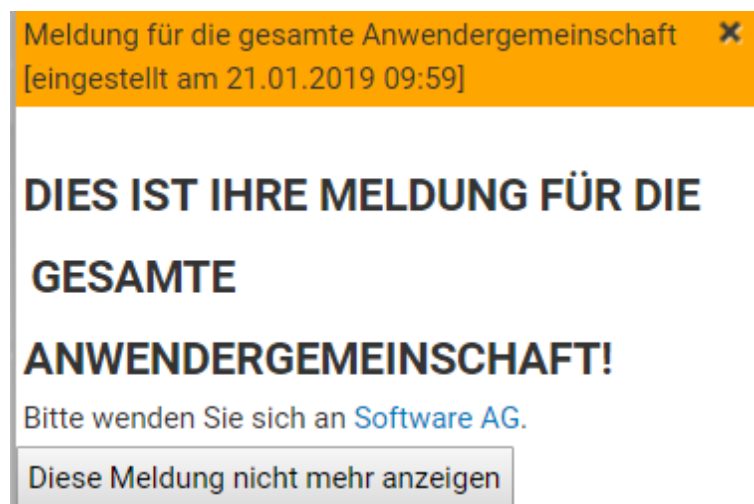 Meldung für die gesamte Anwendergemeinschaft
[eingestellt am 21.01.2019 09:59]
DIES IST IHRE MELDUNG FÜR DIE
GESAMTE
ANWENDERGEMEINSCHAFT!
Bitte wenden Sie sich an Software AG.
Diese Meldung nicht mehr anzeigen